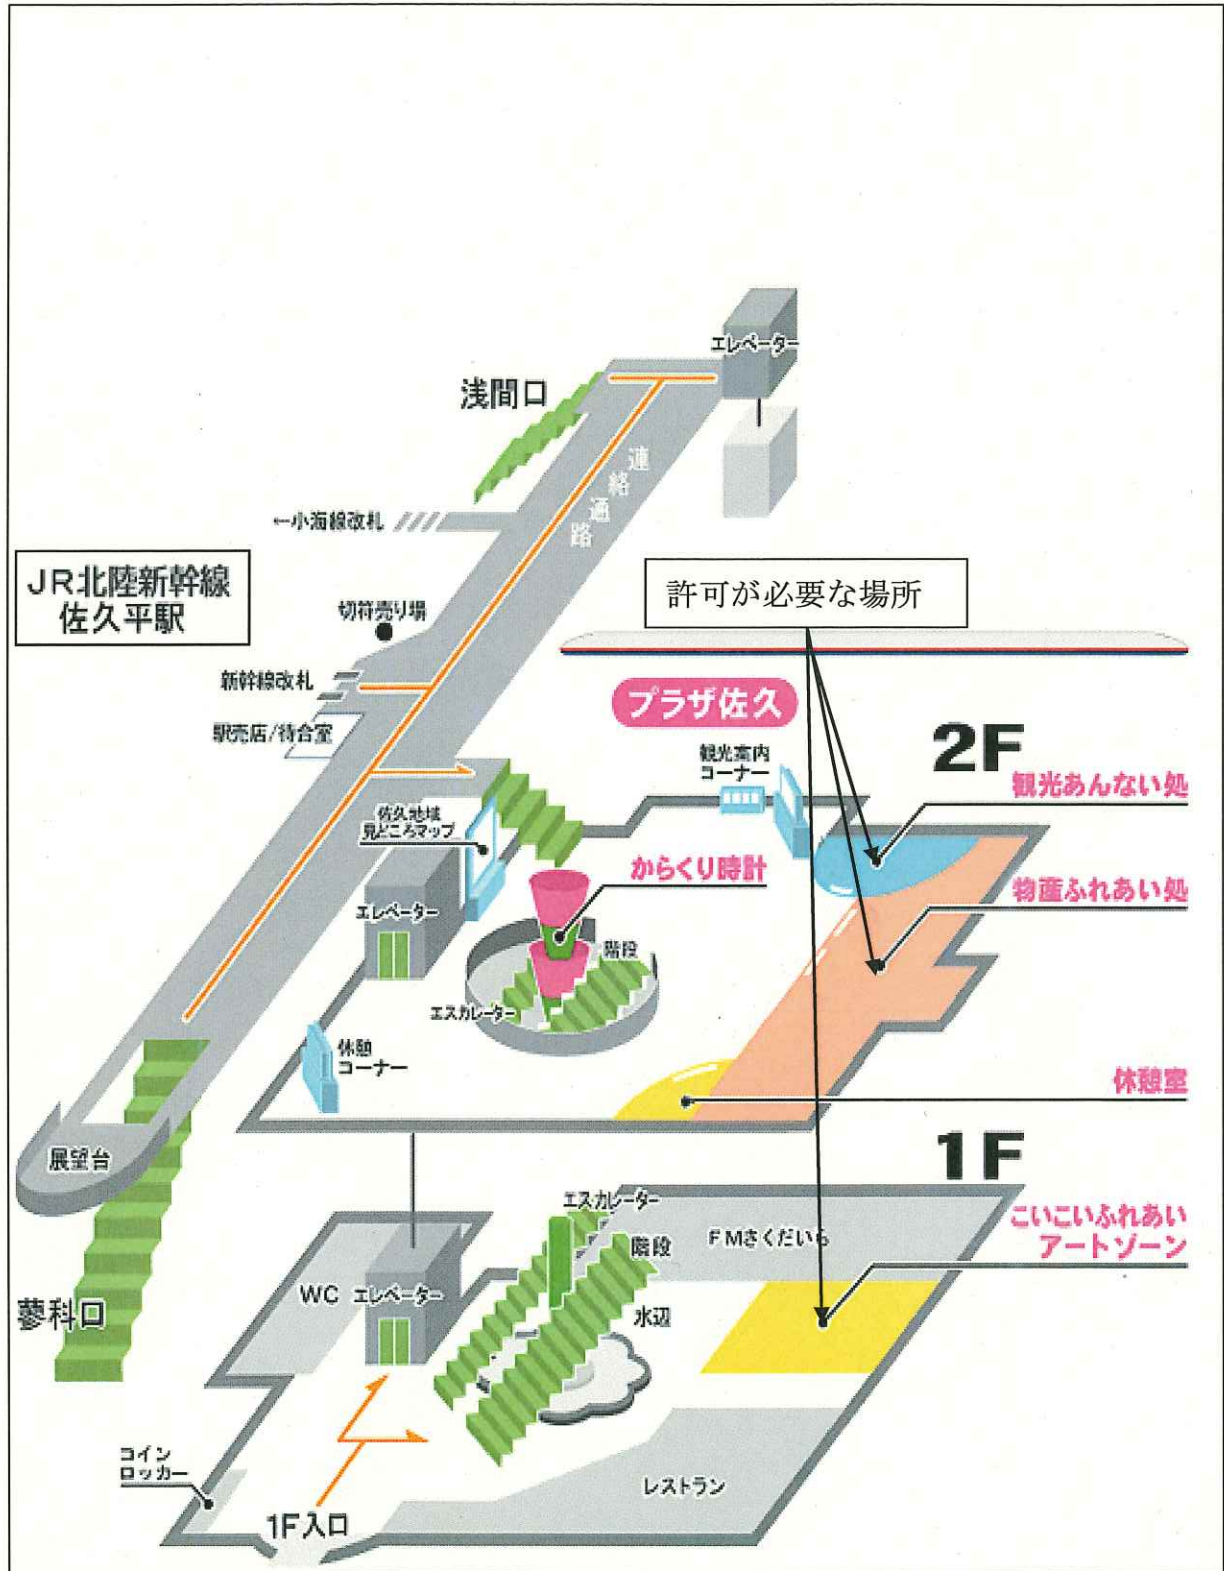 エレベーター
浅間口
連絡通路
←小海線改札
JR北陸新幹線
佐久平駅
許可が必要な場所
切符売り場
新幹線改札
駅売店/待合室
プラザ佐久
2F
観光案内
コーナー
観光あんない処
佐久地域
見どころマップ
からくり時計
物産ふれあい処
エレベーター
階段
エスカレーター
休憩
コーナー
休憩室
展望台
1F
エスカレーター
こいこいふれあい
アートゾーン
FMさくだいら
階段
WC
エレベーター
水辺
蓼科口
コイン
ロッカー
レストラン
1F入口